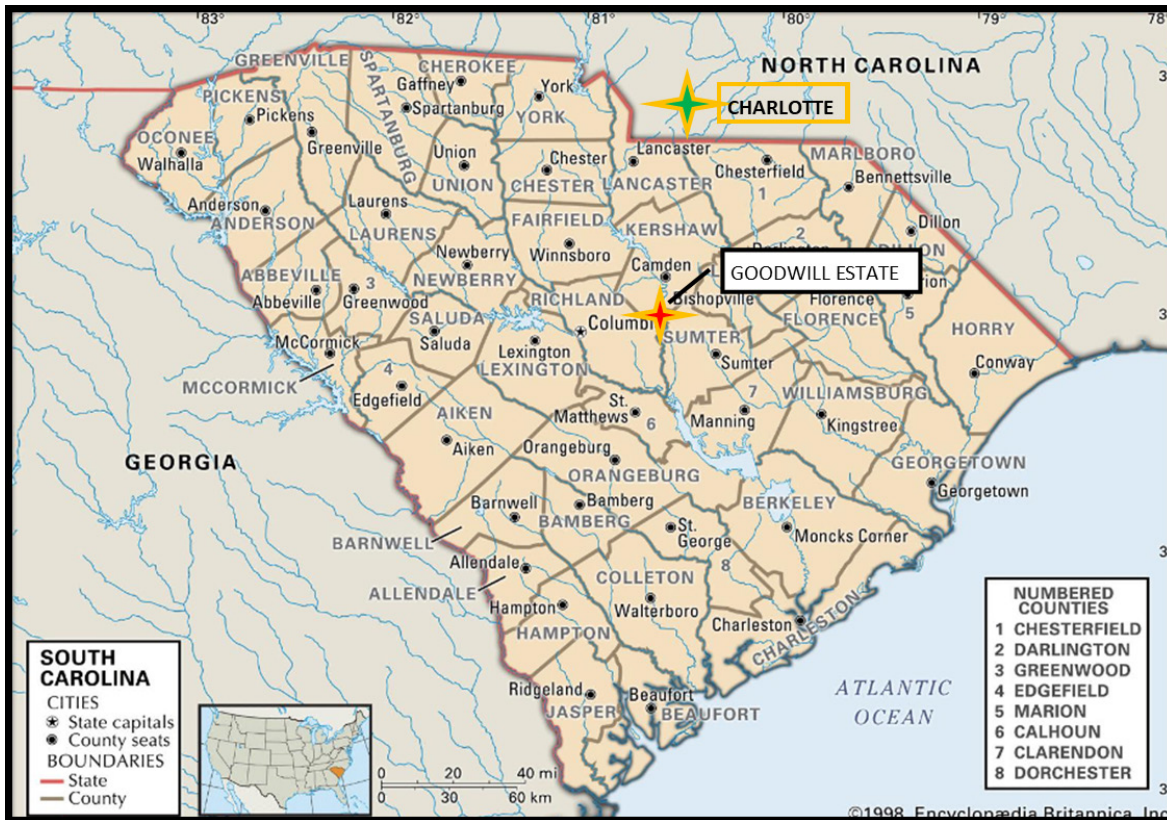 83°
82°
81°
80°
79°
78°
NORTH CAROLINA
CHARLOTTE
GREENVILLE
SPARTANBURG
CHEROKEE
Gaffney
York
YORK
PICKENS
Pickens
Spartanburg
OCONEE
Walhalla
Greenville
Union
UNION
Chester
CHESTER
Lancaster
LANCASTER
Chesterfield
1
MARLBORO
Bennettsville
Anderson
ANDERSON
Laurens
LAURENS
FAIRFIELD
Winnsboro
KERSHAW
2
Dillon
Newberry
NEWBERRY
Camden
GOODWILL ESTATE
ABBEVILLE
Abbeville
3
Greenwood
RICHLAND
Bishopville
Florence
FLORENCE
5
SALUDA
Saluda
Columbi
SUMTER
HORRY
McCormick
MCCORMICK
Lexington
LEXINGTON
Sumter
Conway
4
Edgefield
AIKEN
Aiken
St.
Matthews
6
Manning
7
WILLIAMSBURG
Kingstree
GEORGIA
Orangeburg
ORANGEBURG
GEORGETOWN
Georgetown
Barnwell
BARNWELL
Bamberg
BAMBERG
BERKELEY
St.
George
Moncks Corner
Allendale
ALLENDALE
8
COLLETON
Walterboro
Hampton
HAMPTON
Charleston
CHARLESTON
Ridgeland
JASPER
Beaufort
BEAUFORT
ATLANTIC
OCEAN
SOUTH
CAROLINA
CITIES
State capitals
County seats
BOUNDARIES
State
County
0 20 40 mi
0 30 60 km
NUMBERED
COUNTIES
1 CHESTERFIELD
2 DARLINGTON
3 GREENWOOD
4 EDGEFIELD
5 MARION
6 CALHOUN
7 CLARENDON
8 DORCHESTER
©1998, Encyclopædia Britannica, Inc